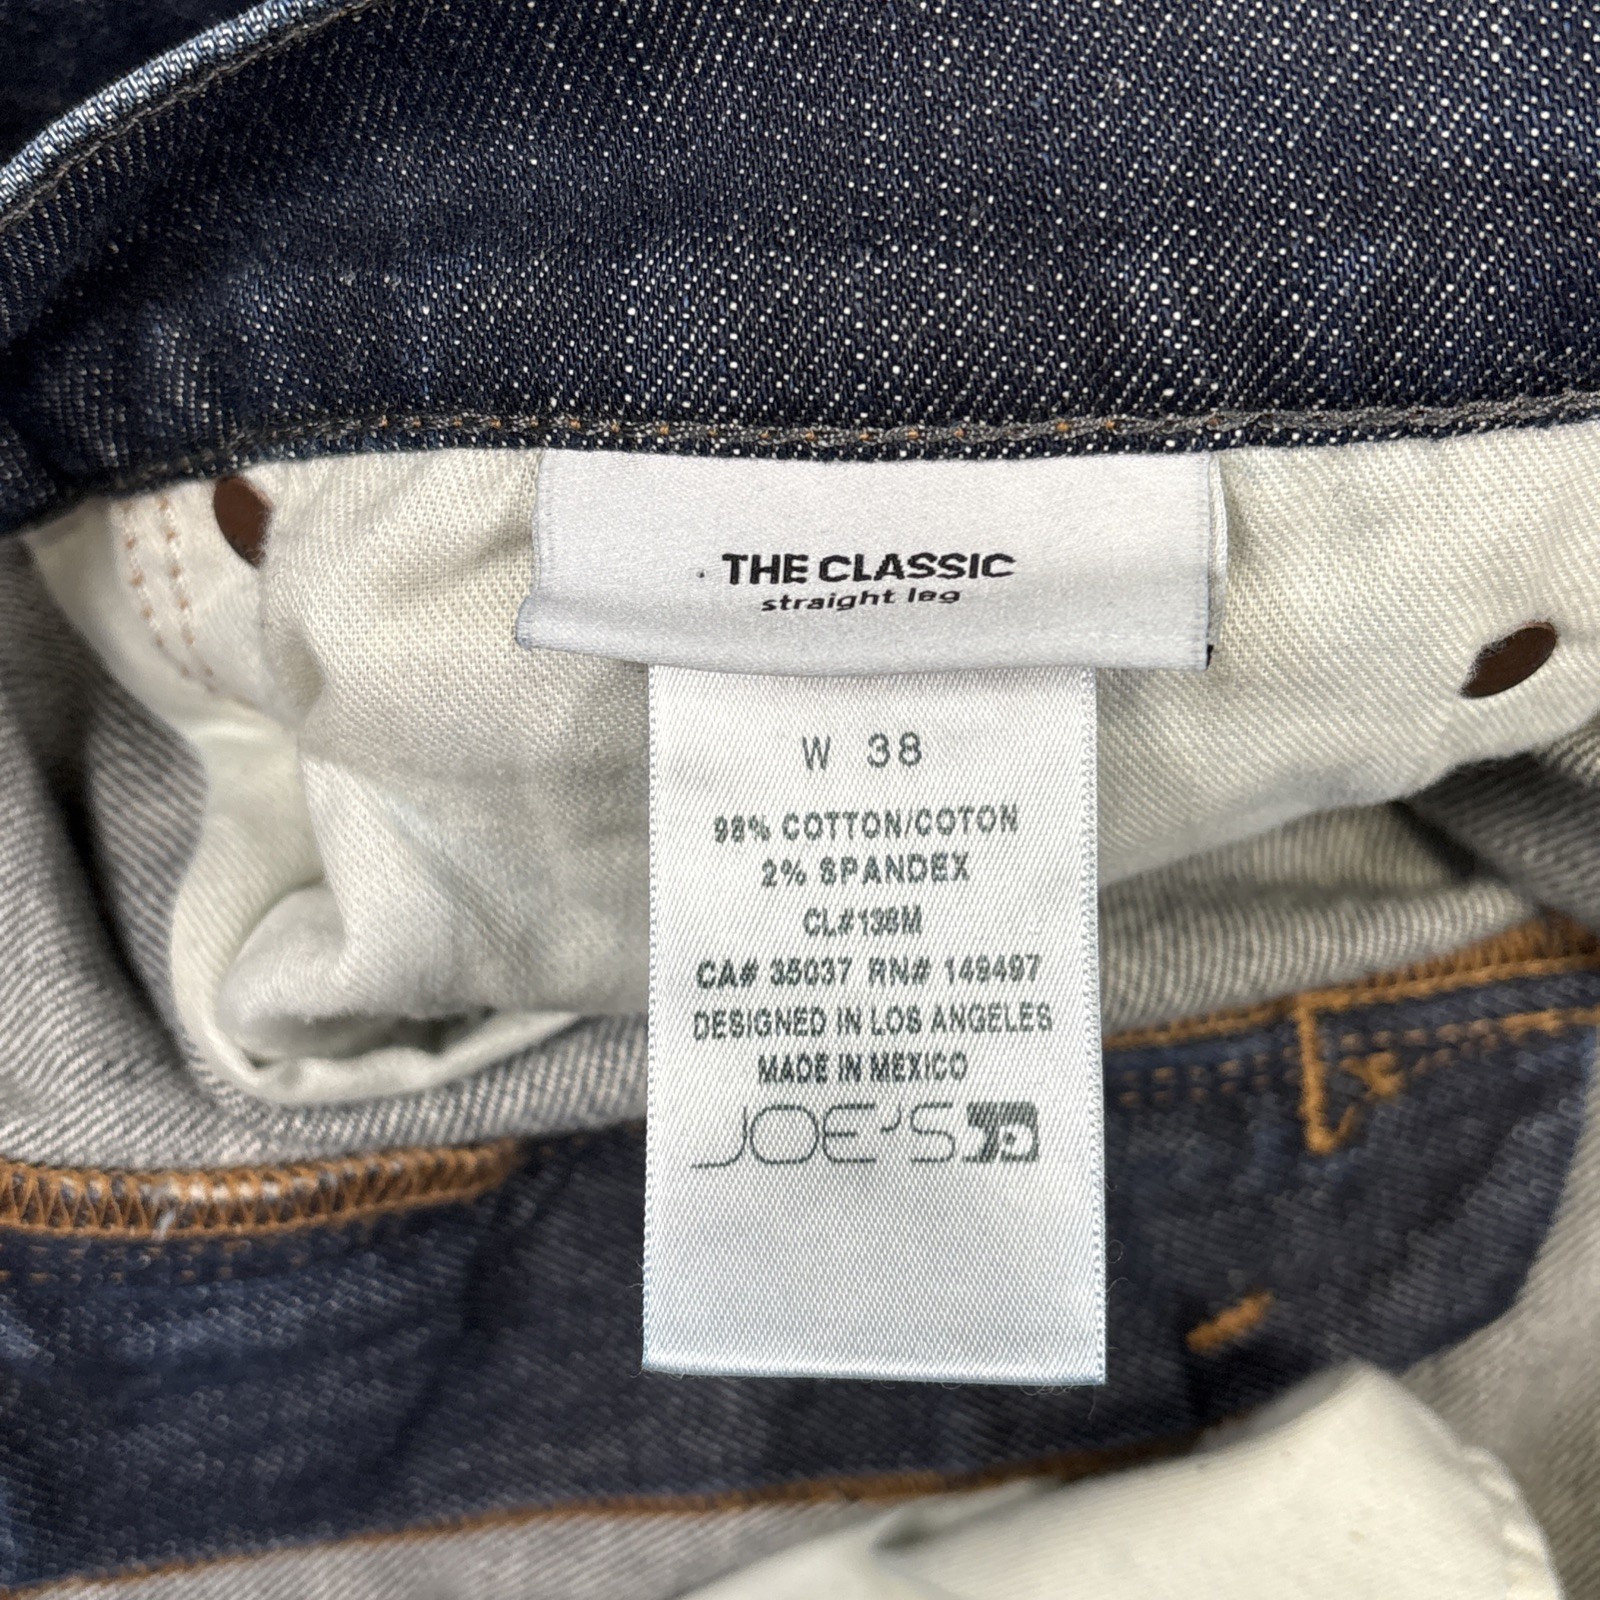 THE CLASSIC
straight leg
W 38
98% COTTON/COTON
2% SPANDEX
CL#136M
CA# 35037 RN# 149497
DESIGNED IN LOS ANGELES
MADE IN MEXICO
JOE'S